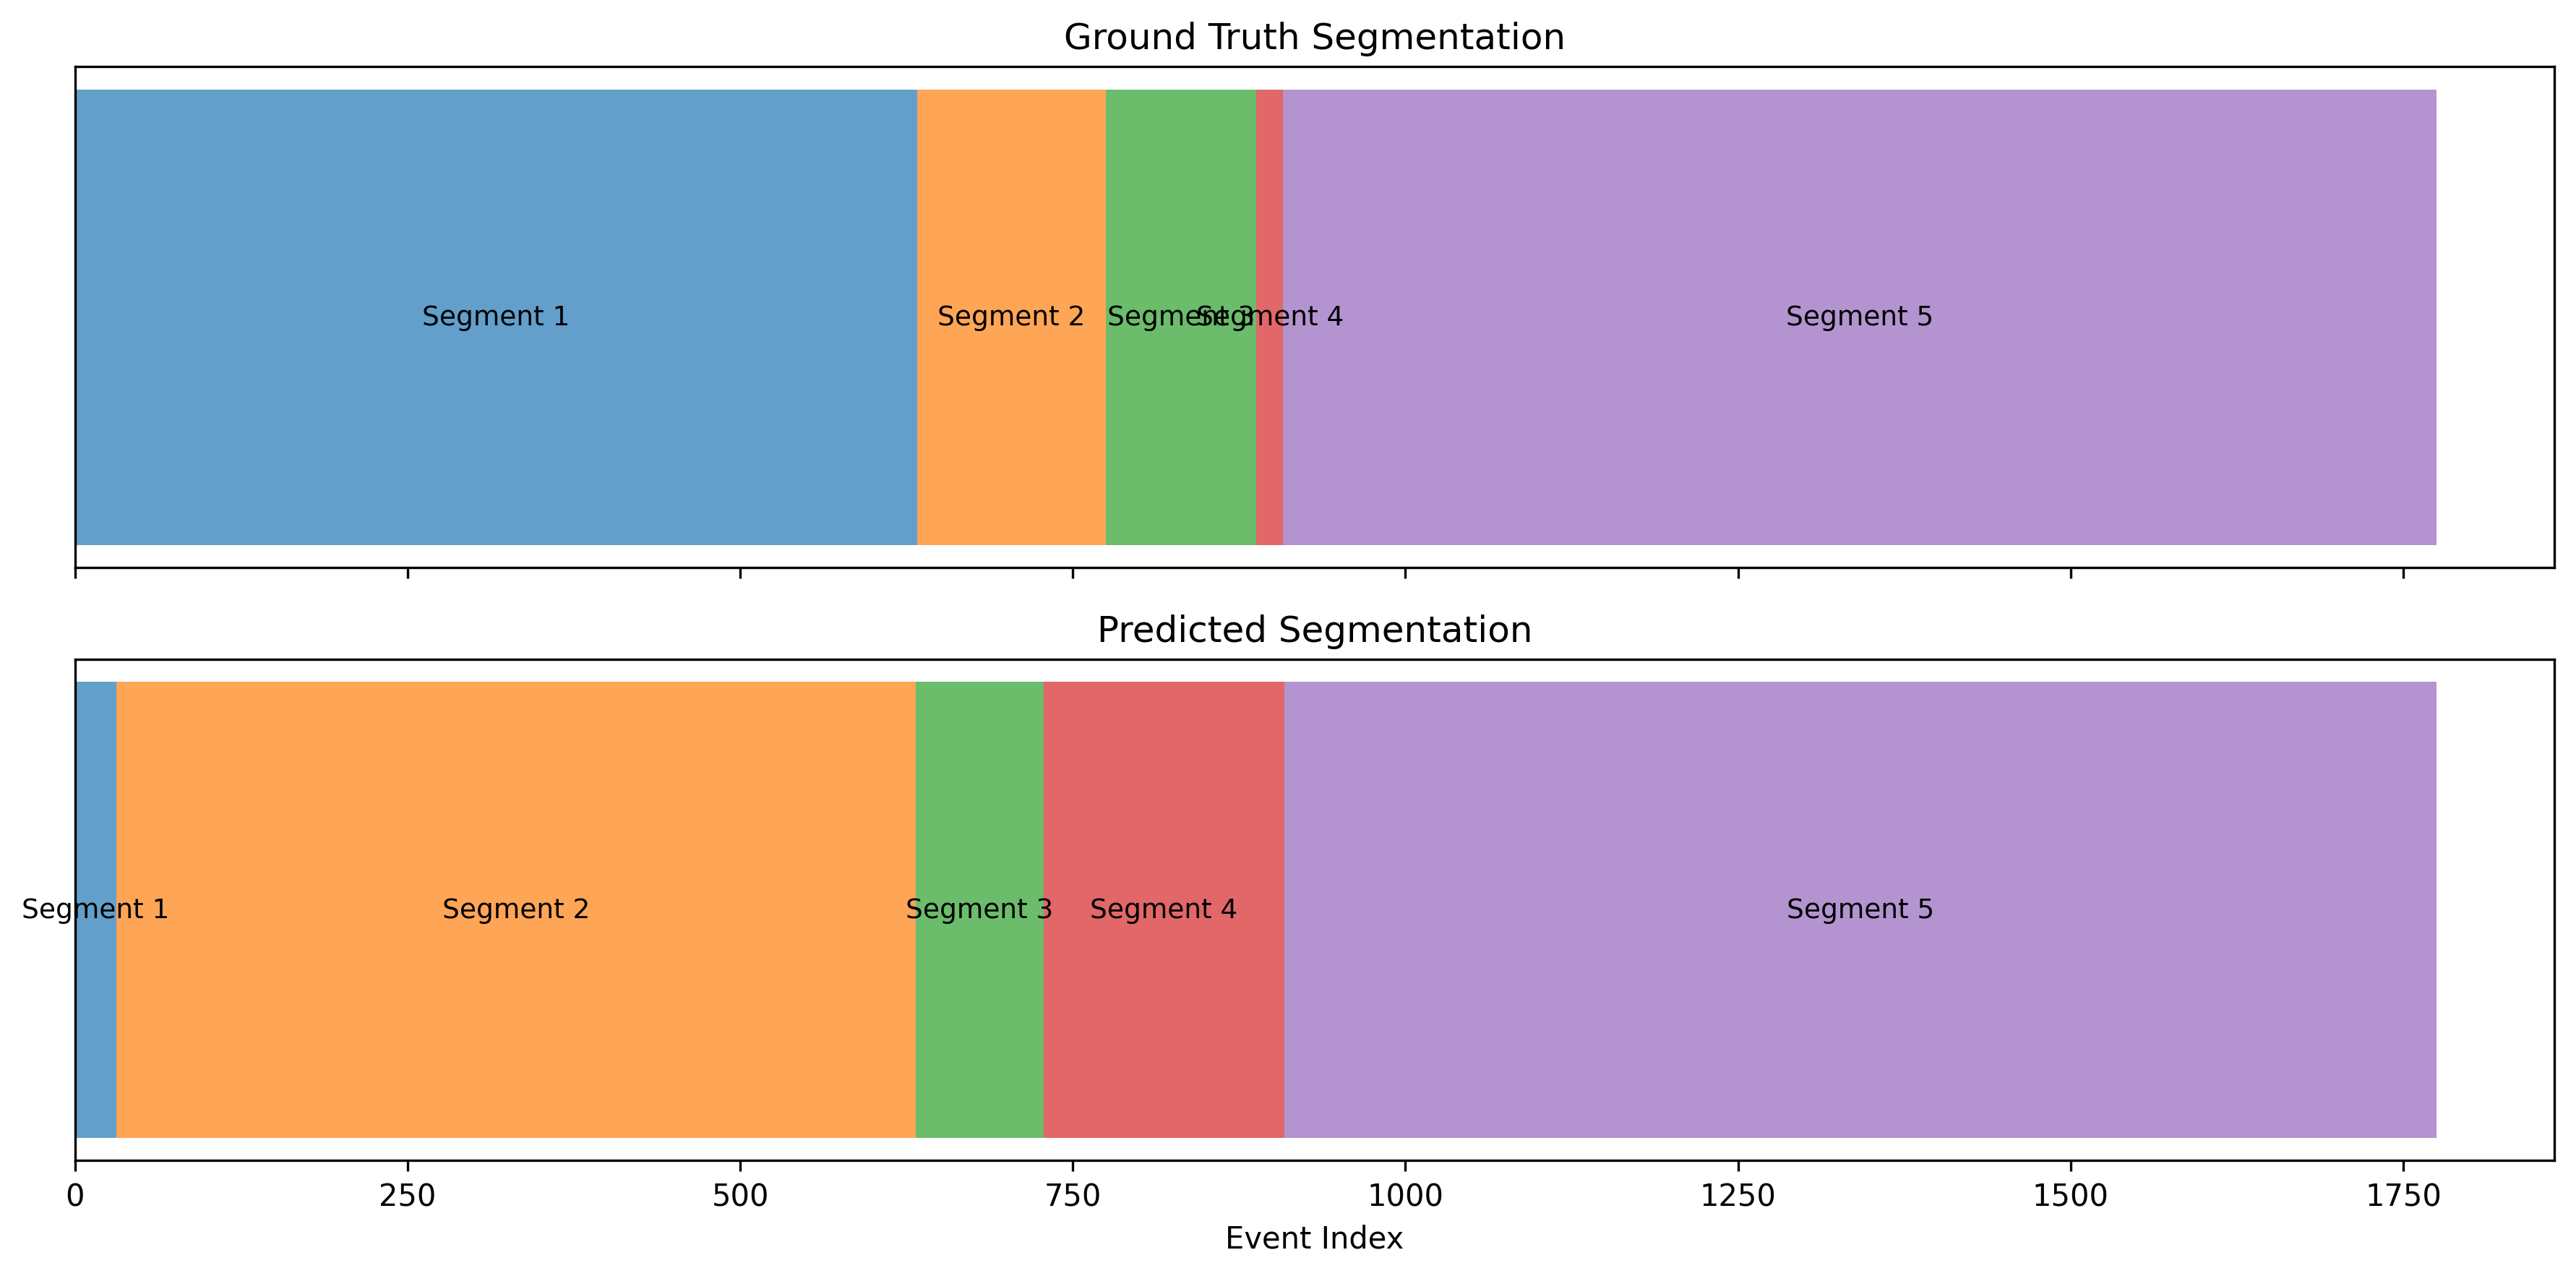 Ground Truth Segmentation
Segment 1 Segment 2 Segment 3 Segment 4 Segment 5
Predicted Segmentation
Segment 1 Segment 2 Segment 3 Segment 4 Segment 5
0 250 500 750 1000 1250 1500 1750
Event Index